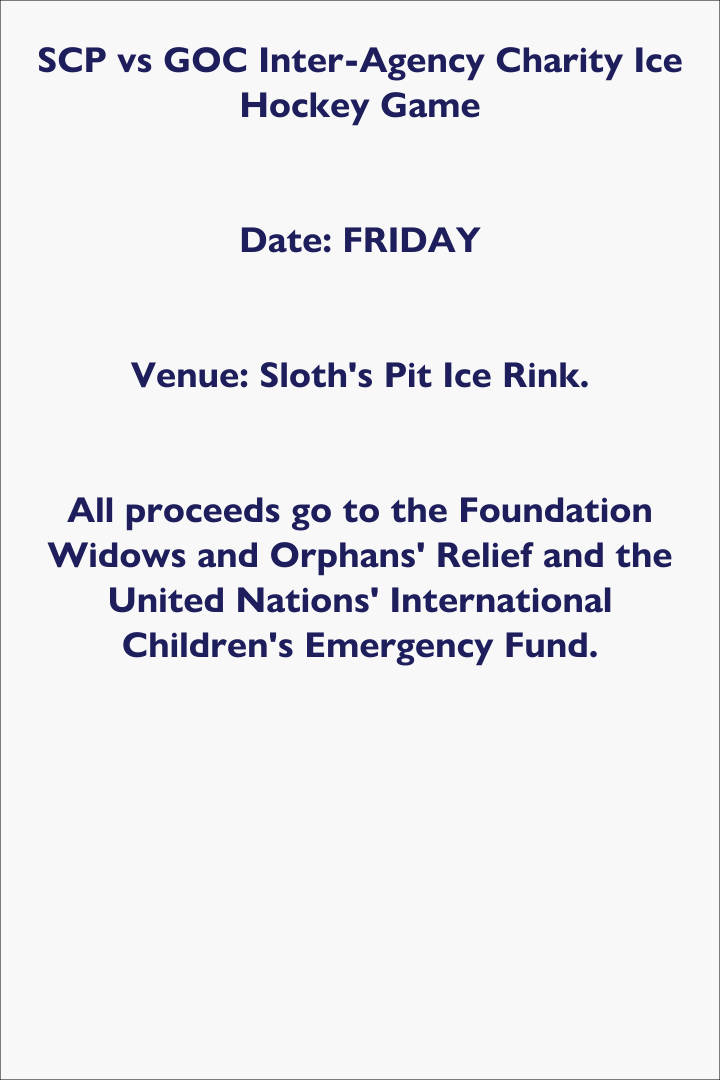 SCP vs GOC Inter-Agency Charity Ice
Hockey Game
Date: FRIDAY
Venue: Sloth's Pit Ice Rink.
All proceeds go to the Foundation
Widows and Orphans' Relief and the
United Nations' International
Children's Emergency Fund.